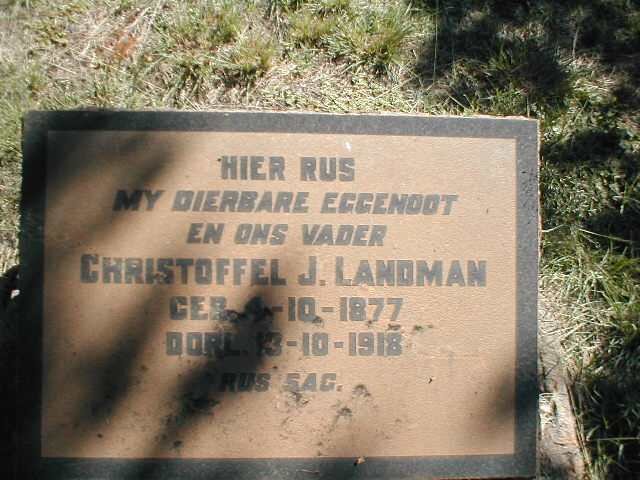 HIER RUS
MY DIERBARE EGGENOOT
EN ONS VADER
CHRISTOFFEL J. LANDMAN
GEB. 4-10-1877
OORL. 13-10-1918
RUS SAG.